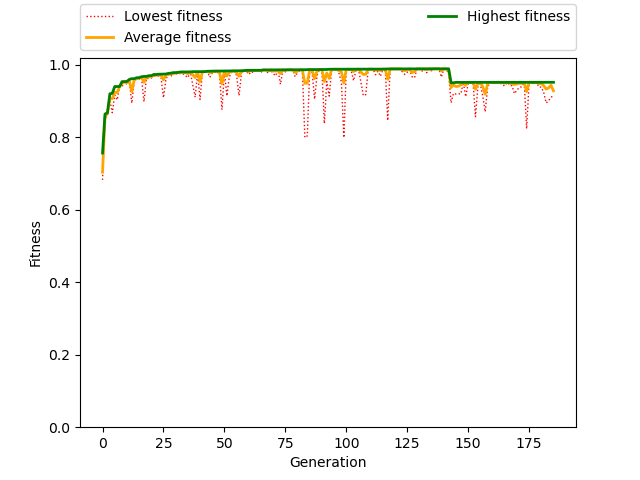 Lowest fitness
Average fitness
Highest fitness
1.0
0.8
0.6
0.4
0.2
0.0
Fitness
0 25 50 75 100 125 150 175
Generation